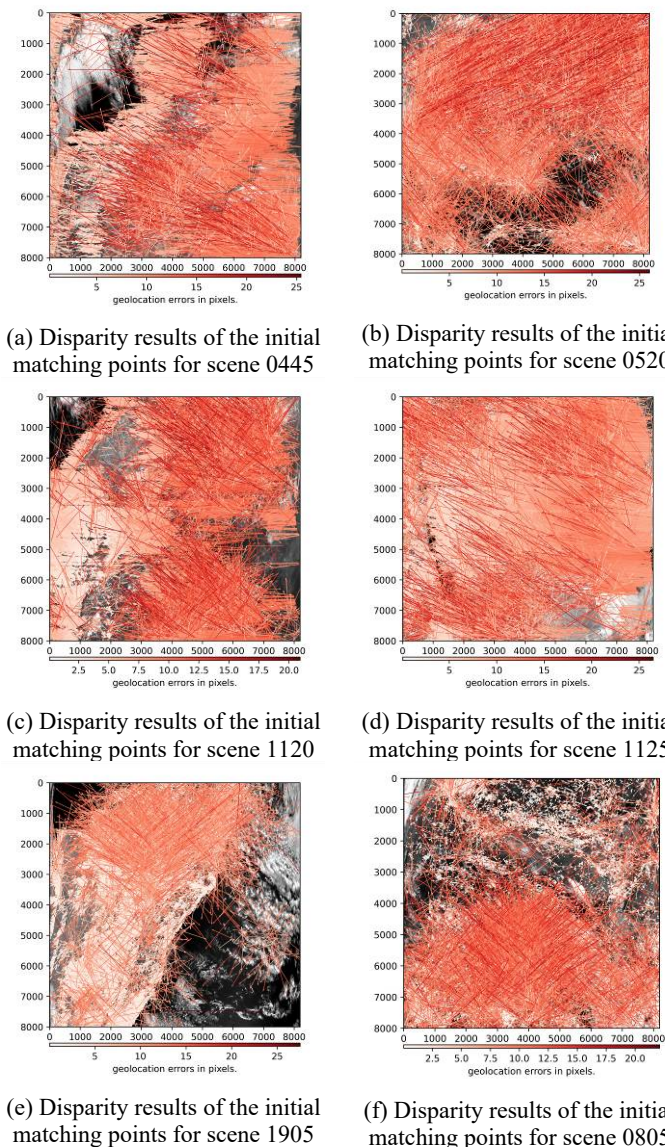 0
1000
2000
3000
4000
5000
6000
7000
8000
0 1000 2000 3000 4000 5000 6000 7000 8000
5 10 15 20 25
geolocation errors in pixels.
(a) Disparity results of the initial
matching points for scene 0445
0
1000
2000
3000
4000
5000
6000
7000
8000
0 1000 2000 3000 4000 5000 6000 7000 8000
5 10 15 20 25
geolocation errors in pixels.
(b) Disparity results of the initia
matching points for scene 0520
0
1000
2000
3000
4000
5000
6000
7000
8000
0 1000 2000 3000 4000 5000 6000 7000 8000
2.5 5.0 7.5 10.0 12.5 15.0 17.5 20.0
geolocation errors in pixels.
(c) Disparity results of the initial
matching points for scene 1120
0
1000
2000
3000
4000
5000
6000
7000
8000
0 1000 2000 3000 4000 5000 6000 7000 8000
5 10 15 20 25
geolocation errors in pixels.
(d) Disparity results of the initia
matching points for scene 1125
0
1000
2000
3000
4000
5000
6000
7000
8000
0 1000 2000 3000 4000 5000 6000 7000 8000
5 10 15 20 25
geolocation errors in pixels.
(e) Disparity results of the initial
matching points for scene 1905
0
1000
2000
3000
4000
5000
6000
7000
8000
0 1000 2000 3000 4000 5000 6000 7000 8000
2.5 5.0 7.5 10.0 12.5 15.0 17.5 20.0
geolocation errors in pixels.
(f) Disparity results of the initia
matching points for scene 0805